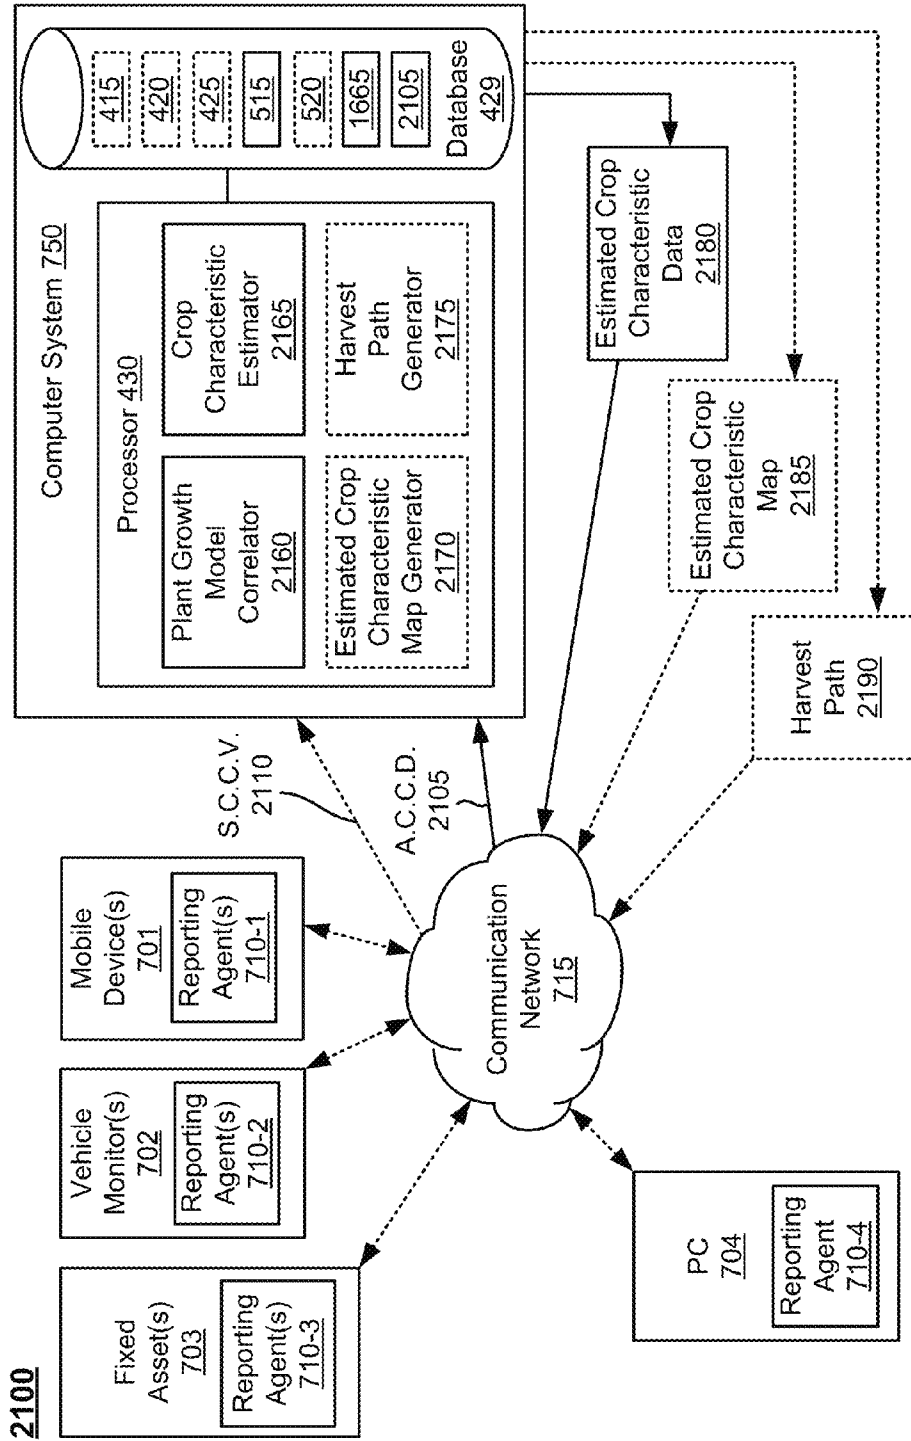 2100
Fixed
Asset(s)
703
Reporting
Agent(s)
710-3
Vehicle
Monitor(s)
702
Reporting
Agent(s)
710-2
Mobile
Device(s)
701
Reporting
Agent(s)
710-1
PC
704
Reporting
Agent
710-4
Communication
Network
715
S.C.C.V.
2110
A.C.C.D.
2105
Computer System 750
Processor 430
Plant Growth
Model
Correlator
2160
Crop
Characteristic
Estimator
2165
Estimated Crop
Characteristic
Map Generator
2170
Harvest
Path
Generator
2175
415
420
425
515
520
1665
2105
Database
429
Estimated Crop
Characteristic
Data
2180
Estimated Crop
Characteristic
Map
2185
Harvest
Path
2190